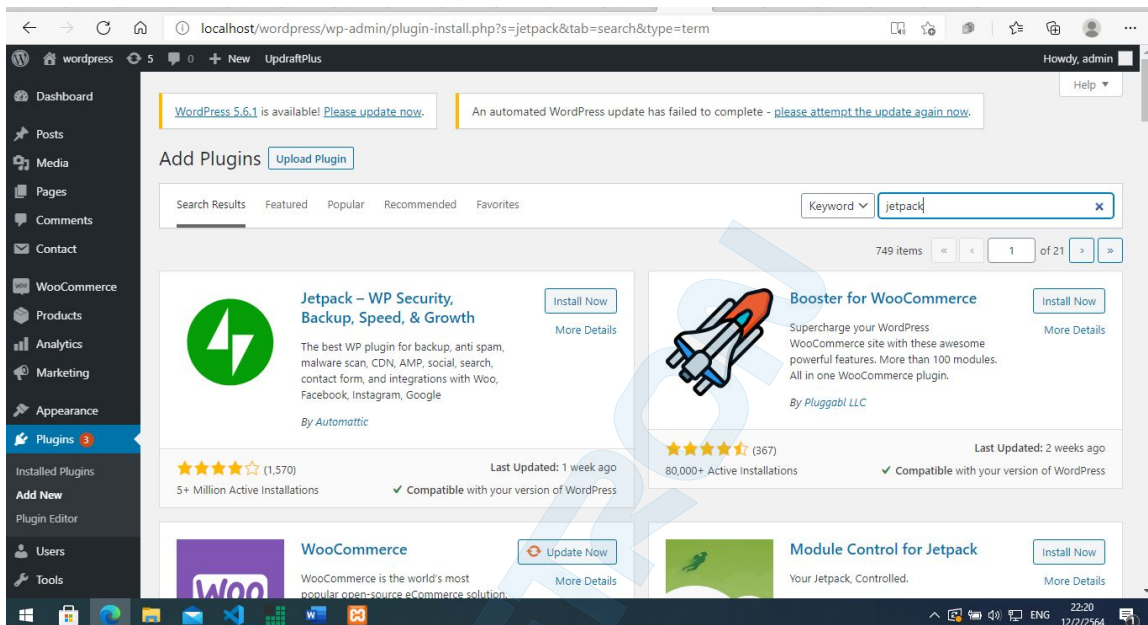 localhost/wordpress/wp-admin/plugin-install.php?s=jetpack&tab=search&type=term
wordpress 5 0 + New UpdraftPlus Howdy, admin
Help
Dashboard
Posts
Media
Pages
Comments
Contact
WooCommerce
Products
Analytics
Marketing
Appearance
Plugins 3
Installed Plugins
Add New
Plugin Editor
Users
Tools
WordPress 5.6.1 is available! Please update now.
An automated WordPress update has failed to complete - please attempt the update again now.
Add Plugins Upload Plugin
Search Results Featured Popular Recommended Favorites Keyword jetpack
749 items « ‹ 1 of 21 › »
Jetpack – WP Security,
Backup, Speed, & Growth
Install Now
More Details
The best WP plugin for backup, anti spam,
malware scan, CDN, AMP, social, search,
contact form, and integrations with Woo,
Facebook, Instagram, Google
By Automattic
(1,570) Last Updated: 1 week ago
5+ Million Active Installations Compatible with your version of WordPress
Booster for WooCommerce
Install Now
More Details
Supercharge your WordPress
WooCommerce site with these awesome
powerful features. More than 100 modules.
All in one WooCommerce plugin.
By Pluggabl LLC
(367) Last Updated: 2 weeks ago
80,000+ Active Installations Compatible with your version of WordPress
WooCommerce
Update Now
More Details
WooCommerce is the world's most
popular open-source eCommerce solution.
Woo
Module Control for Jetpack
Install Now
More Details
Your Jetpack, Controlled.
ENG 22:20
12/2/2564